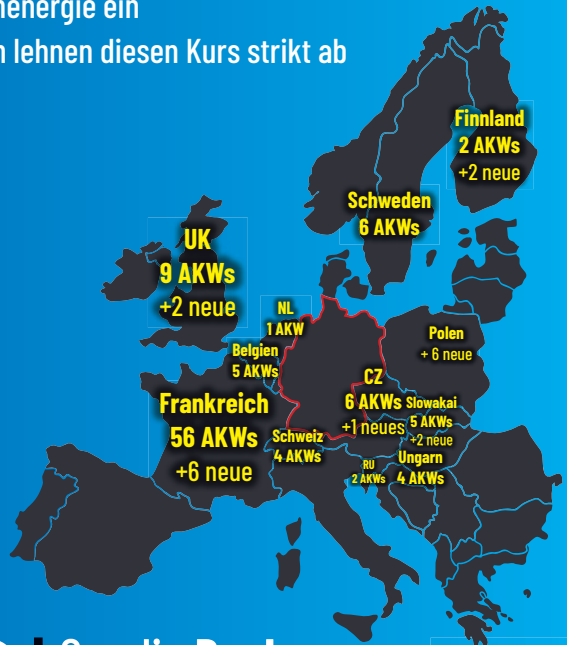 nenergie ein
n lehnen diesen Kurs strikt ab
Finnland
2 AKWs
+2 neue
Schweden
6 AKWs
UK
9 AKWs
+2 neue
NL
1 AKW
Belgien
5 AKWs
Polen
+ 6 neue
CZ
6 AKWs
+1 neues
Slowakai
5 AKWs
+2 neue
Frankreich
56 AKWs
+6 neue
Schweiz
4 AKWs
RU
2 AKWs
Ungarn
4 AKWs